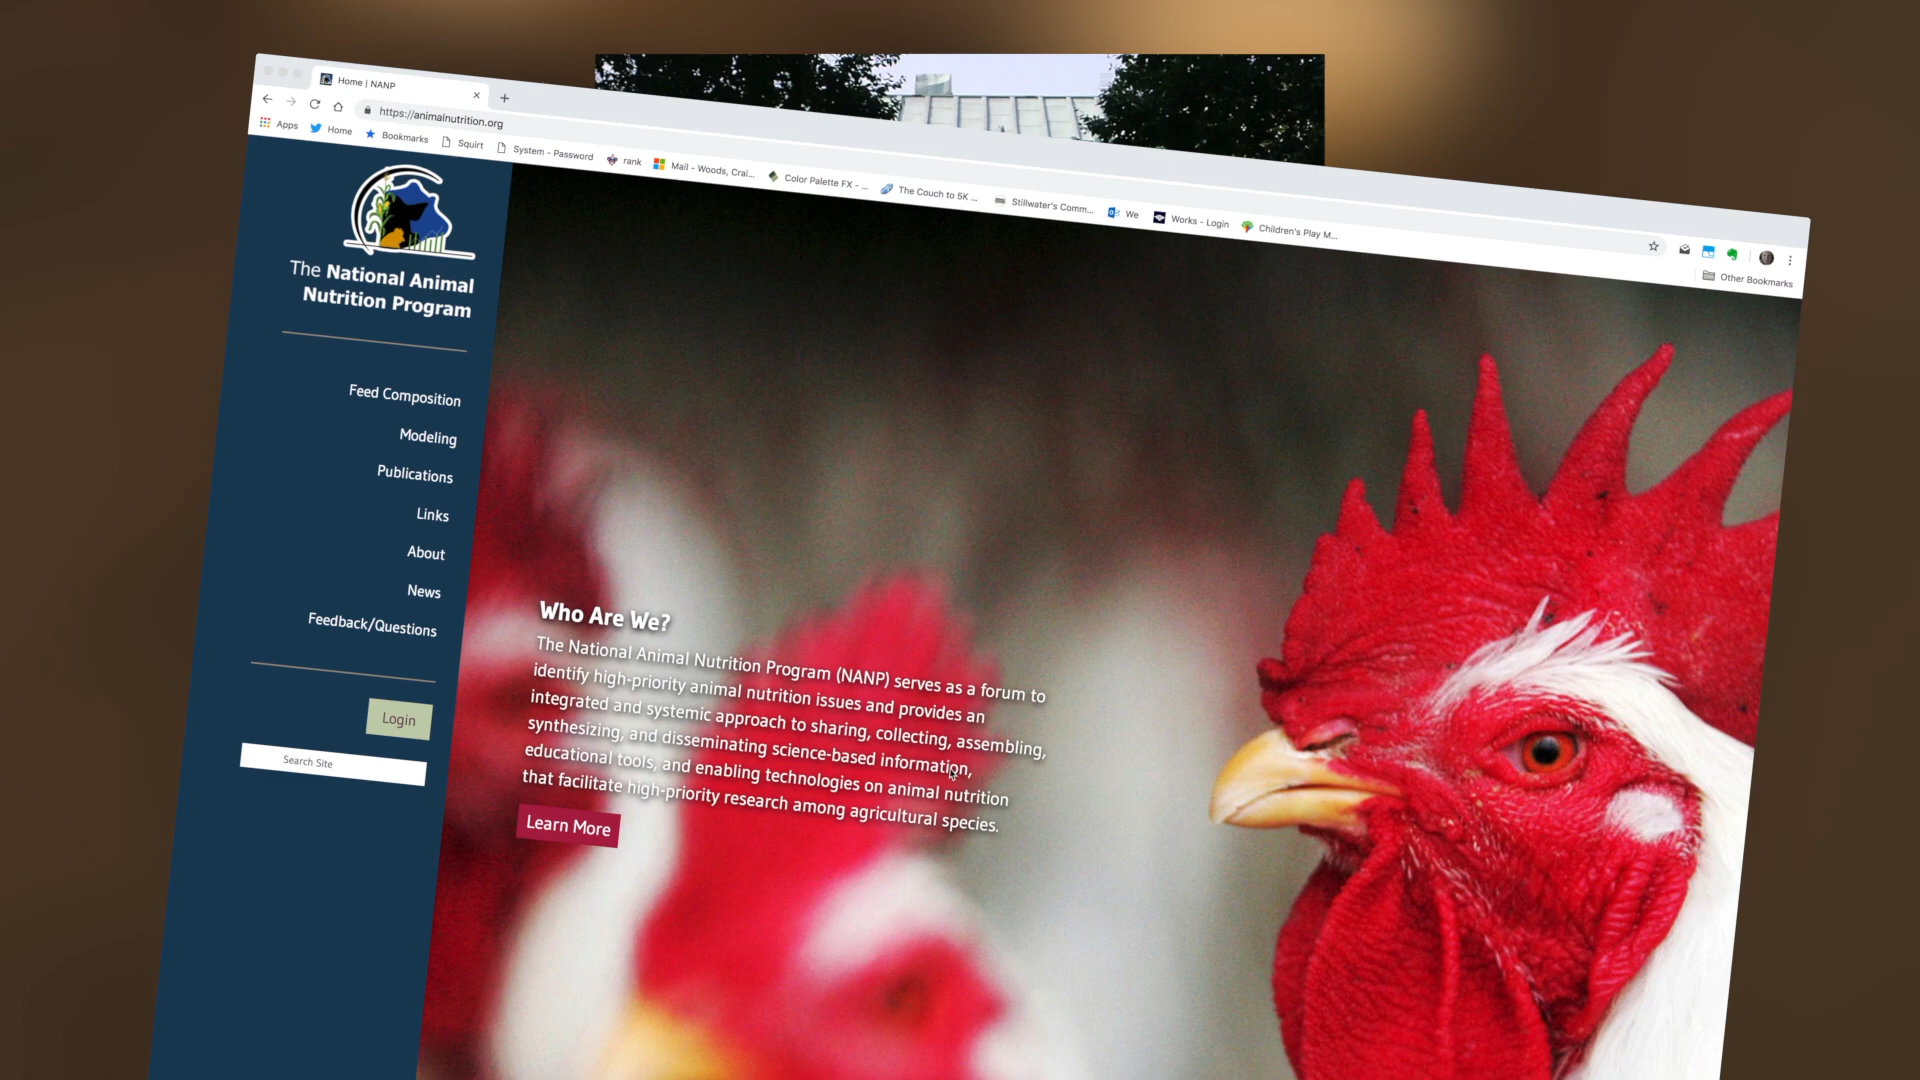 Home | NANP
https://animalnutrition.org
Apps Home Bookmarks Squirt System - Password rank Mail - Woods, Crai... Color Palette FX - ... The Couch to 5K ... Stillwater's Comm... We Works - Login Children's Play M...
Other Bookmarks
The National Animal
Nutrition Program
Feed Composition
Modeling
Publications
Links
About
News
Feedback/Questions
Login
Search Site
Who Are We?
The National Animal Nutrition Program (NANP) serves as a forum to
identify high-priority animal nutrition issues and provides an
integrated and systemic approach to sharing, collecting, assembling,
synthesizing, and disseminating science-based information,
educational tools, and enabling technologies on animal nutrition
that facilitate high-priority research among agricultural species.
Learn More